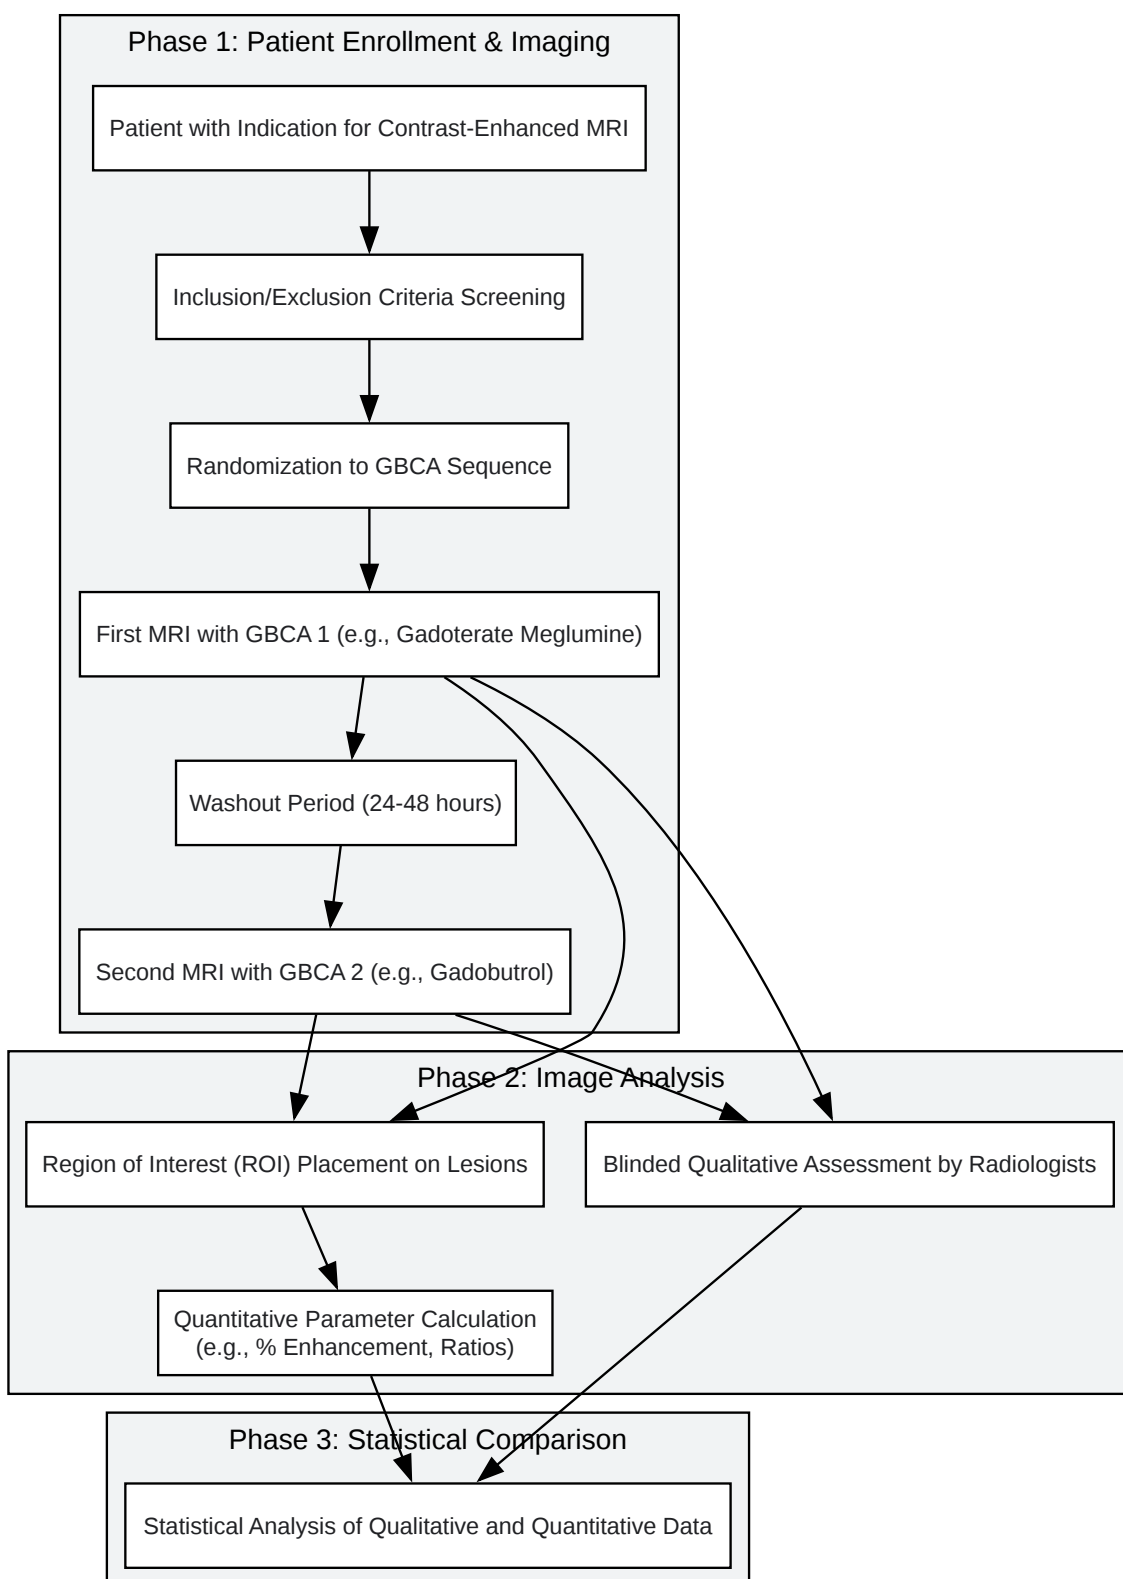 Phase 1: Patient Enrollment & Imaging
Patient with Indication for Contrast-Enhanced MRI
Inclusion/Exclusion Criteria Screening
Randomization to GBCA Sequence
First MRI with GBCA 1 (e.g., Gadoterate Meglumine)
Washout Period (24-48 hours)
Second MRI with GBCA 2 (e.g., Gadobutrol)
Phase 2: Image Analysis
Region of Interest (ROI) Placement on Lesions
Blinded Qualitative Assessment by Radiologists
Quantitative Parameter Calculation
(e.g., % Enhancement, Ratios)
Phase 3: Statistical Comparison
Statistical Analysis of Qualitative and Quantitative Data